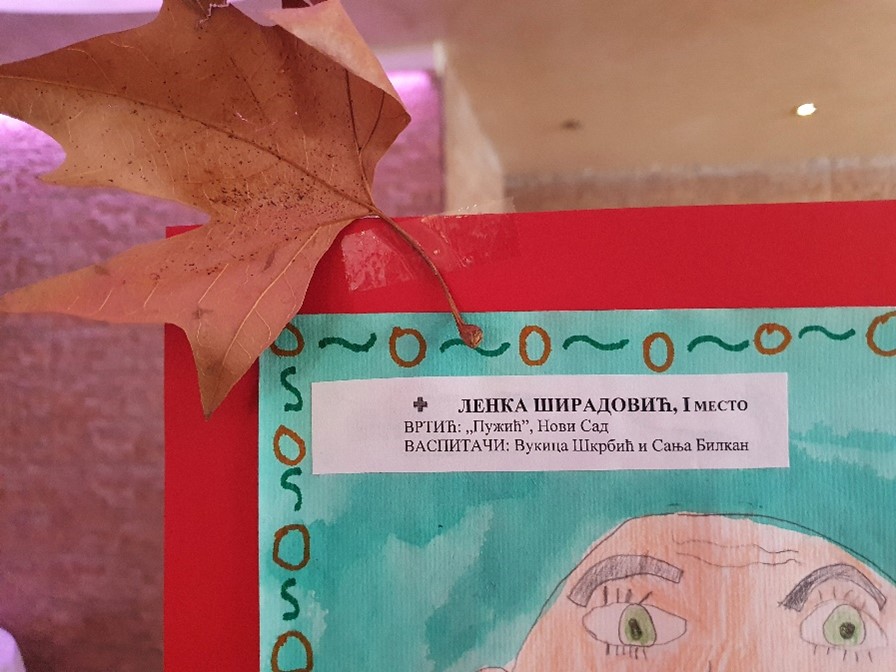 ЛЕНКА ШИРАДОВИЋ, I МЕСТО
ВРТИЋ: „Пужић”, Нови Сад
ВАСПИТАЧИ: Вукица Шкрбић и Сања Билкан